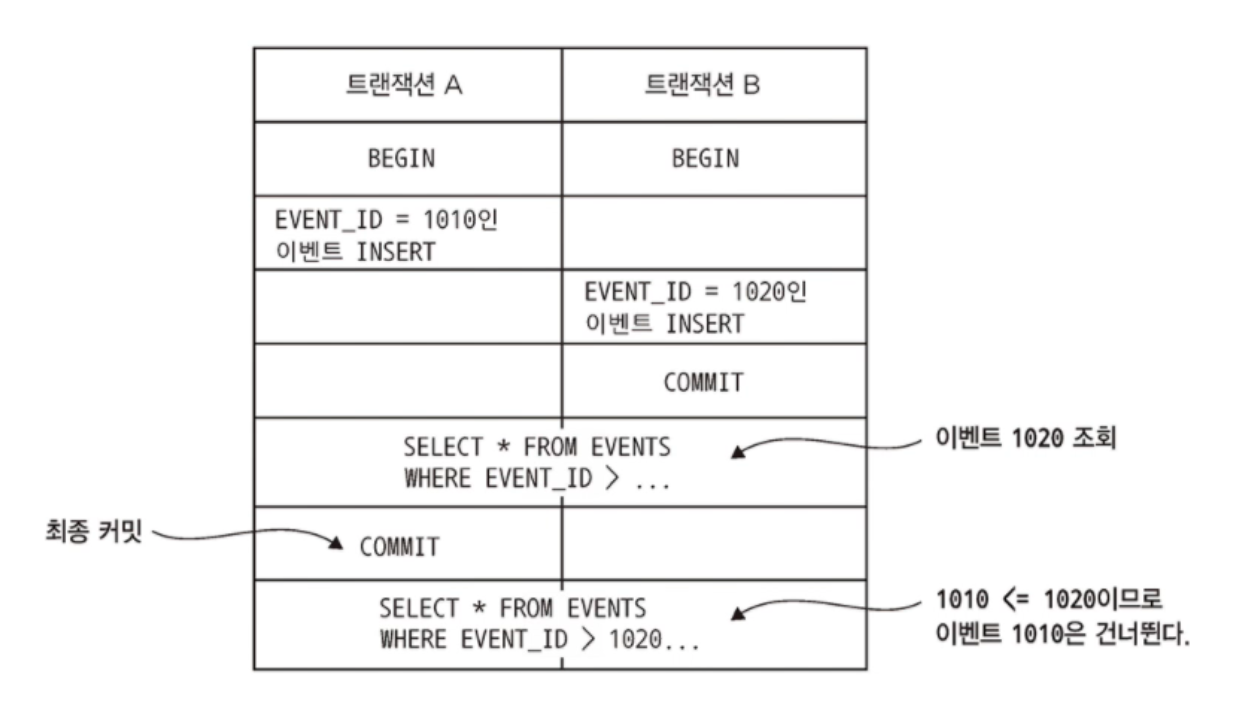 트랜잭션 A
트랜잭션 B
BEGIN
BEGIN
EVENT_ID = 1010인
이벤트 INSERT
EVENT_ID = 1020인
이벤트 INSERT
COMMIT
SELECT * FROM EVENTS
WHERE EVENT_ID > ...
이벤트 1020 조회
최종 커밋
COMMIT
SELECT * FROM EVENTS
WHERE EVENT_ID > 1020...
1010 <= 1020이므로
이벤트 1010은 건너뛴다.